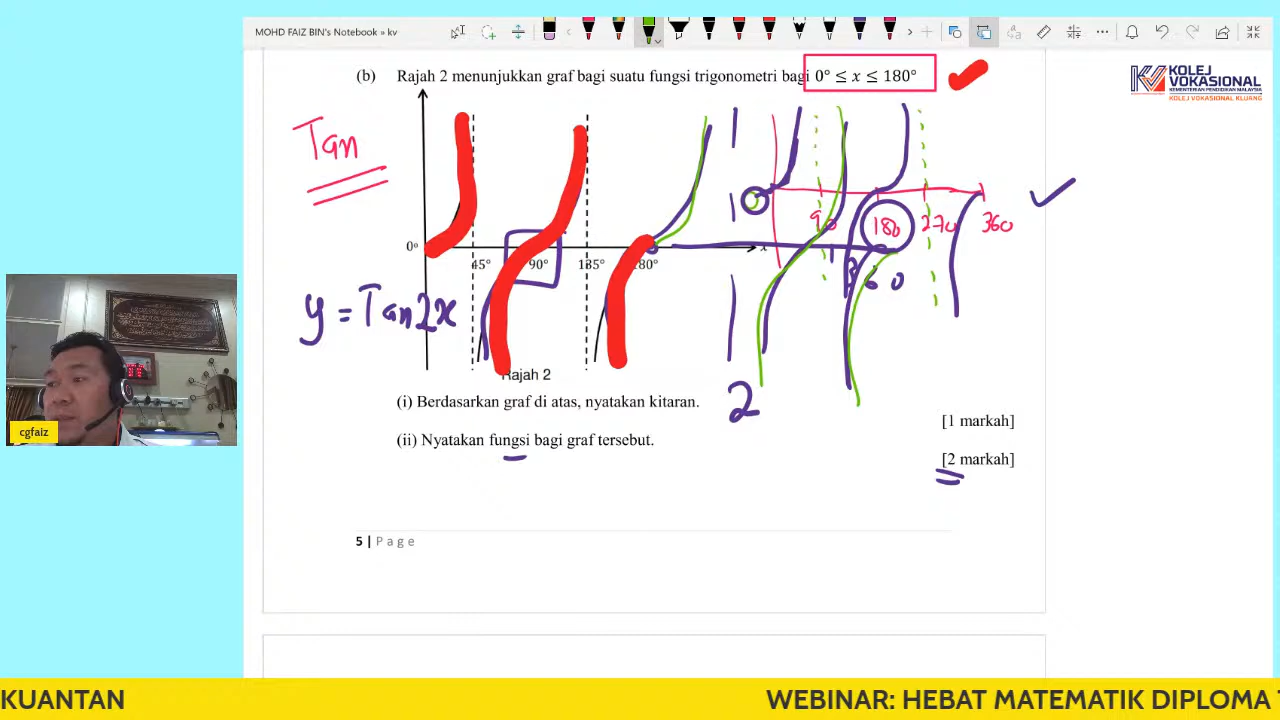 MOHD FAIZ BIN's Notebook » kv
KOLEJ
VOKASIONAL
KEMENTERIAN PENDIDIKAN MALAYSIA
KOLEJ VOKASIONAL KLUANG
(b) Rajah 2 menunjukkan graf bagi suatu fungsi trigonometri bagi 0° ≤ x ≤ 180°
Tan
0°
45° 90° 135° 180° x
90 180 270 360
360
y = Tan 2x
2
Rajah 2
(i) Berdasarkan graf di atas, nyatakan kitaran.
[1 markah]
(ii) Nyatakan fungsi bagi graf tersebut.
[2 markah]
cgfaiz
5 | Page
KUANTAN WEBINAR: HEBAT MATEMATIK DIPLOMA